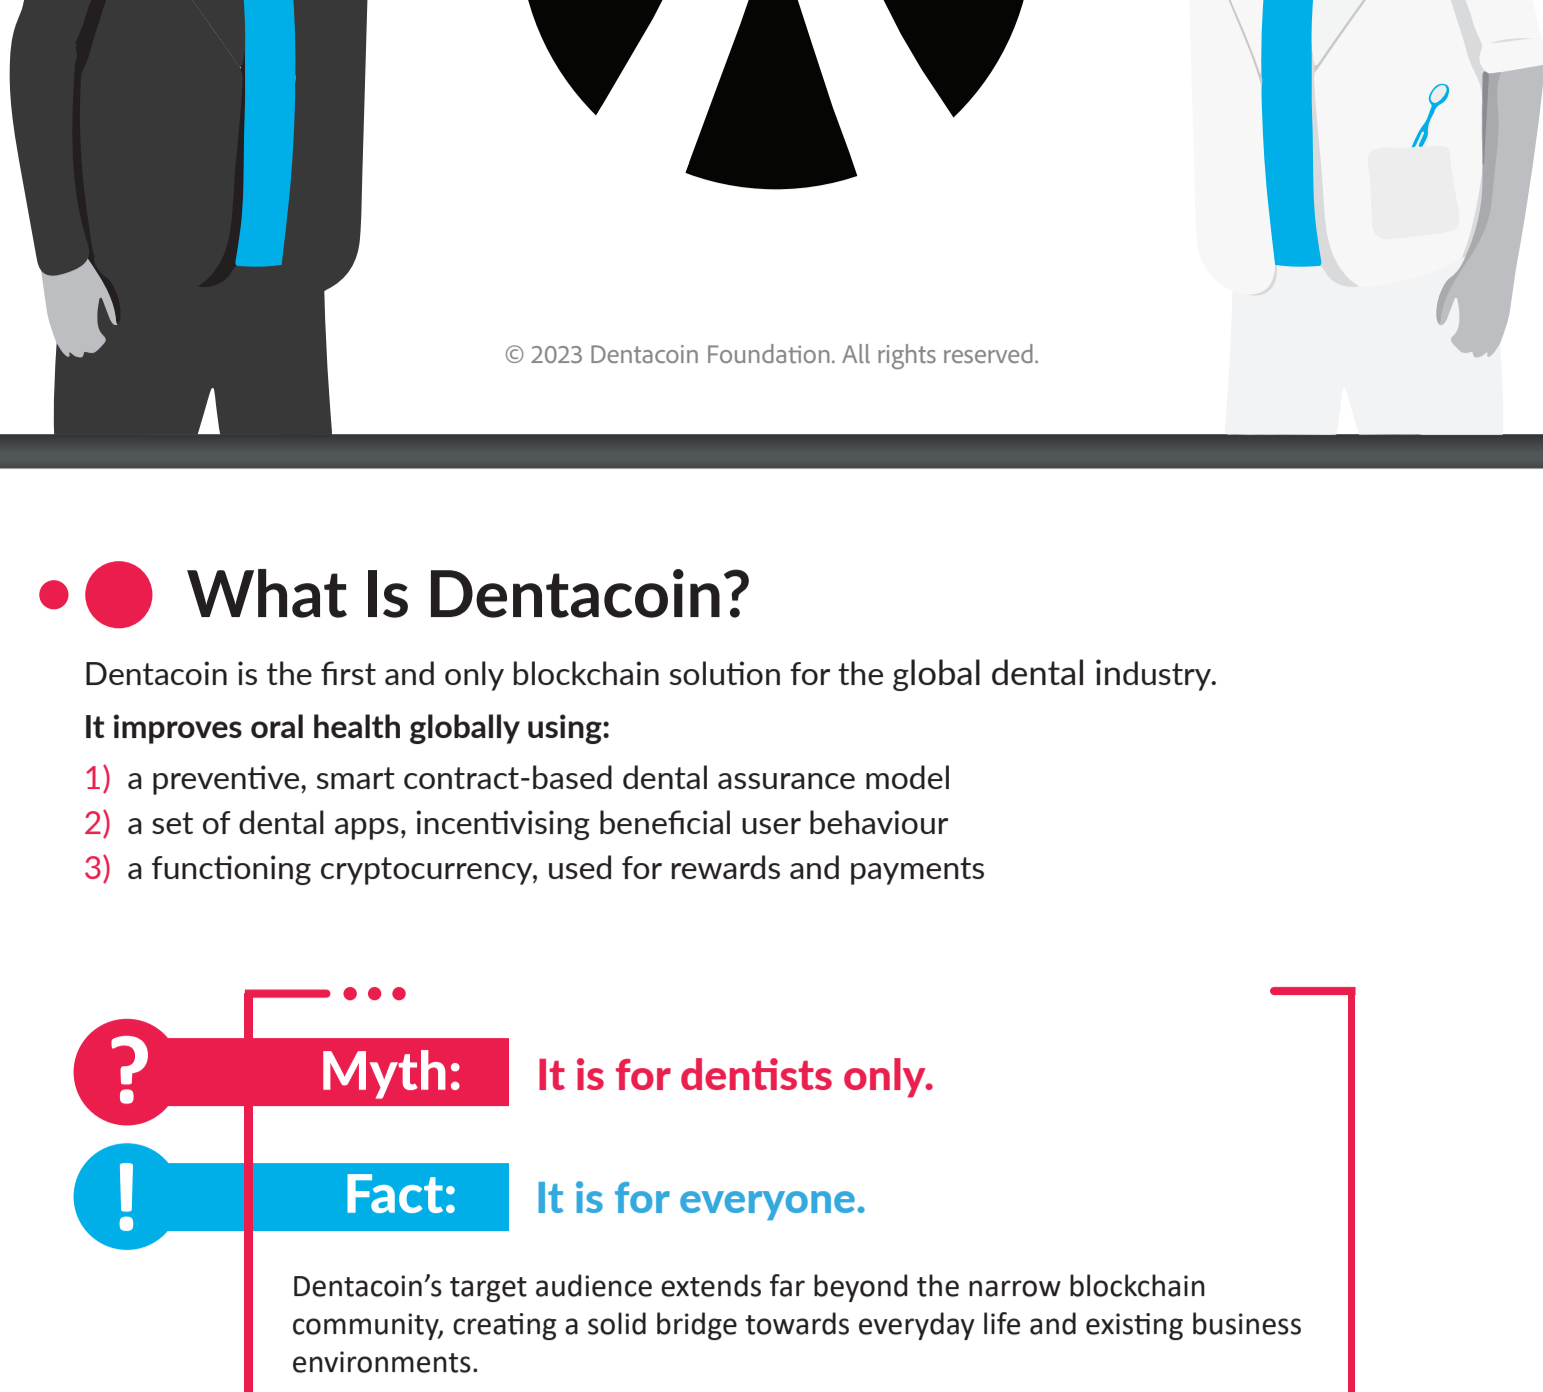 © 2023 Dentacoin Foundation. All rights reserved.
What Is Dentacoin?
Dentacoin is the first and only blockchain solution for the global dental industry.
It improves oral health globally using:
1) a preventive, smart contract-based dental assurance model
2) a set of dental apps, incentivising beneficial user behaviour
3) a functioning cryptocurrency, used for rewards and payments
? Myth: It is for dentists only.
! Fact: It is for everyone.
Dentacoin’s target audience extends far beyond the narrow blockchain
community, creating a solid bridge towards everyday life and existing business
environments.